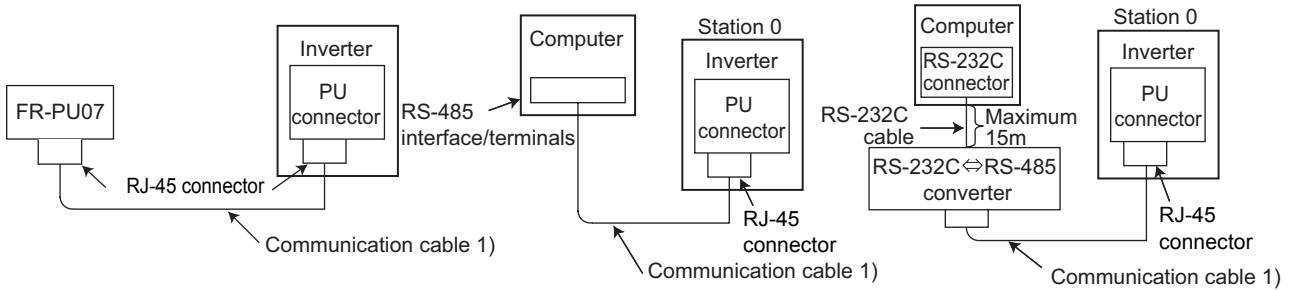 Inverter
PU
connector
FR-PU07
RJ-45 connector
Communication cable 1)
Computer
RS-485
interface/terminals
Station 0
Inverter
PU
connector
RJ-45
connector
Communication cable 1)
Computer
RS-232C
connector
RS-232C
cable
Maximum
15m
RS-232C⇔RS-485
converter
Station 0
Inverter
PU
connector
RJ-45
connector
Communication cable 1)